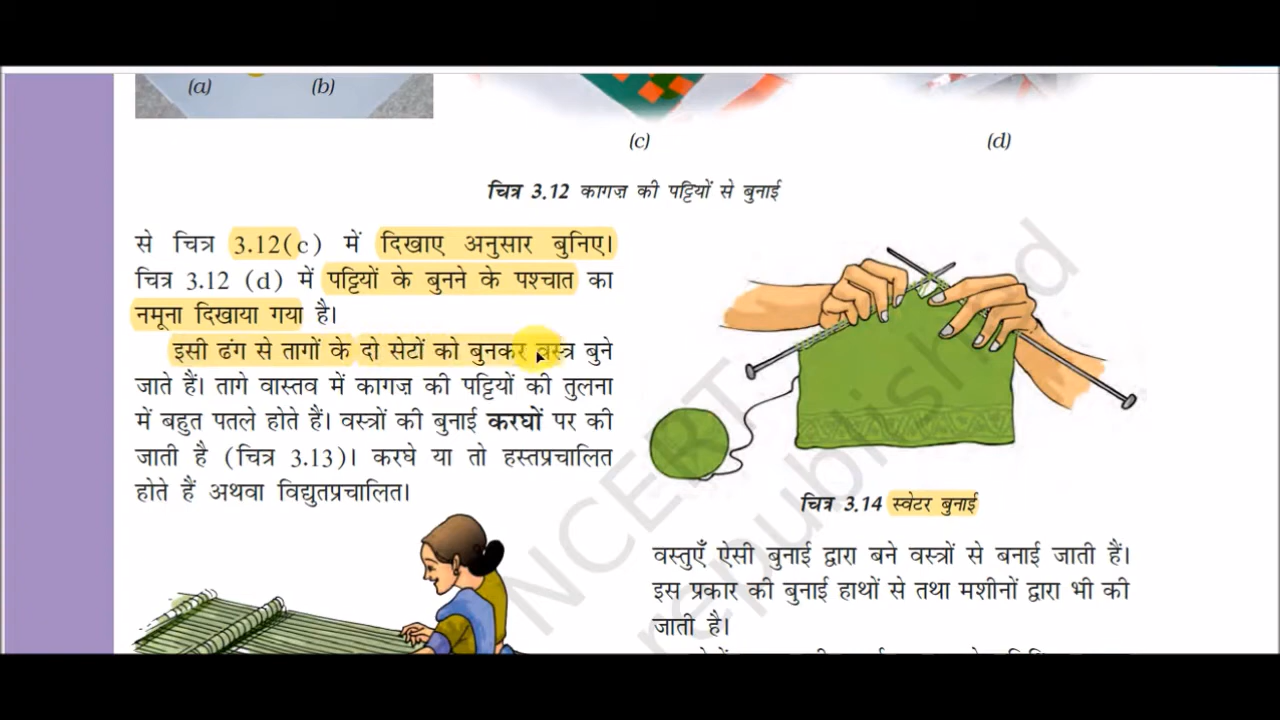 (a) (b)
(c) (d)
चित्र 3.12 कागज़ की पट्टियों से बुनाई
से चित्र 3.12(c) में दिखाए अनुसार बुनिए।
चित्र 3.12 (d) में पट्टियों के बुनने के पश्चात का
नमूना दिखाया गया है।
इसी ढंग से तागों के दो सेटों को बुनकर वस्त्र बुने
जाते हैं। तागे वास्तव में कागज़ की पट्टियों की तुलना
में बहुत पतले होते हैं। वस्त्रों की बुनाई करघों पर की
जाती है (चित्र 3.13)। करघे या तो हस्तप्रचालित
होते हैं अथवा विद्युतप्रचालित।
चित्र 3.14 स्वेटर बुनाई
वस्तुएँ ऐसी बुनाई द्वारा बने वस्त्रों से बनाई जाती हैं।
इस प्रकार की बुनाई हाथों से तथा मशीनों द्वारा भी की
जाती है।
NCERT
republished